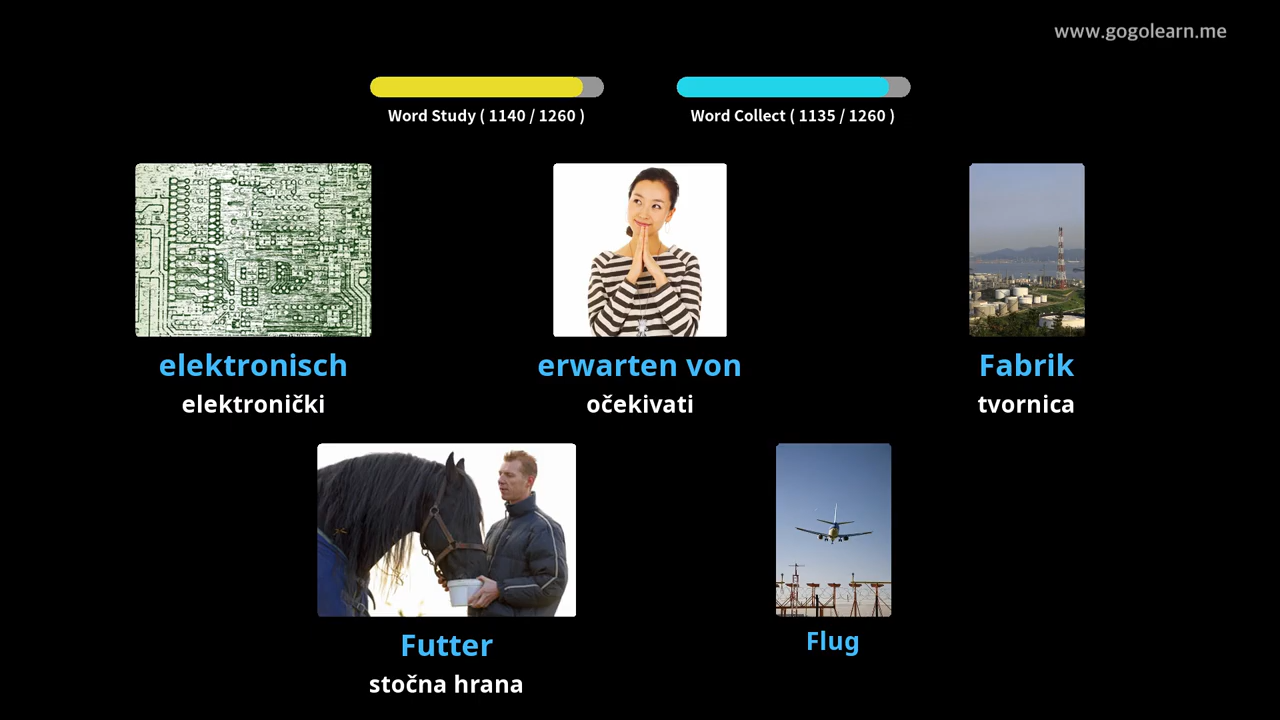 www.gogolearn.me
Word Study ( 1140 / 1260 )
Word Collect ( 1135 / 1260 )
elektronisch
elektronički
erwarten von
očekivati
Fabrik
tvornica
Futter
stočna hrana
Flug